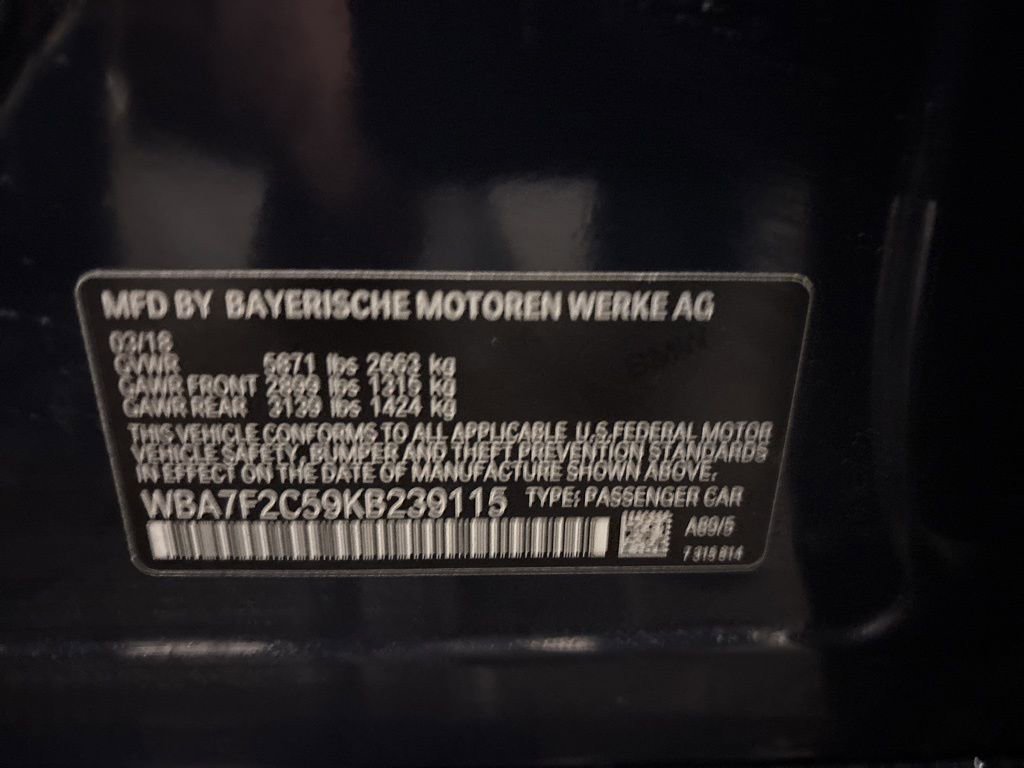 MFD BY BAYERISCHE MOTOREN WERKE AG
03/18
GVWR 5871 lbs 2663 kg
GAWR FRONT 2899 lbs 1315 kg
GAWR REAR 3139 lbs 1424 kg
THIS VEHICLE CONFORMS TO ALL APPLICABLE U.S.FEDERAL MOTOR
VEHICLE SAFETY, BUMPER AND THEFT PREVENTION STANDARDS
IN EFFECT ON THE DATE OF MANUFACTURE SHOWN ABOVE.
WBA7F2C59KB239115 TYPE: PASSENGER CAR
A89/5
7 319 814